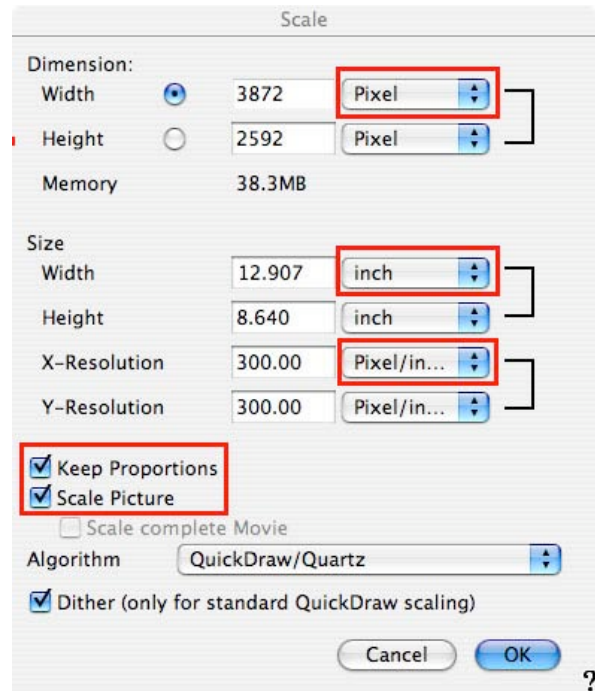 Scale
Dimension:
Width 3872 Pixel
Height 2592 Pixel
Memory 38.3MB
Size
Width 12.907 inch
Height 8.640 inch
X-Resolution 300.00 Pixel/in...
Y-Resolution 300.00 Pixel/in...
Keep Proportions
Scale Picture
Scale complete Movie
Algorithm QuickDraw/Quartz
Dither (only for standard QuickDraw scaling)
Cancel OK
?